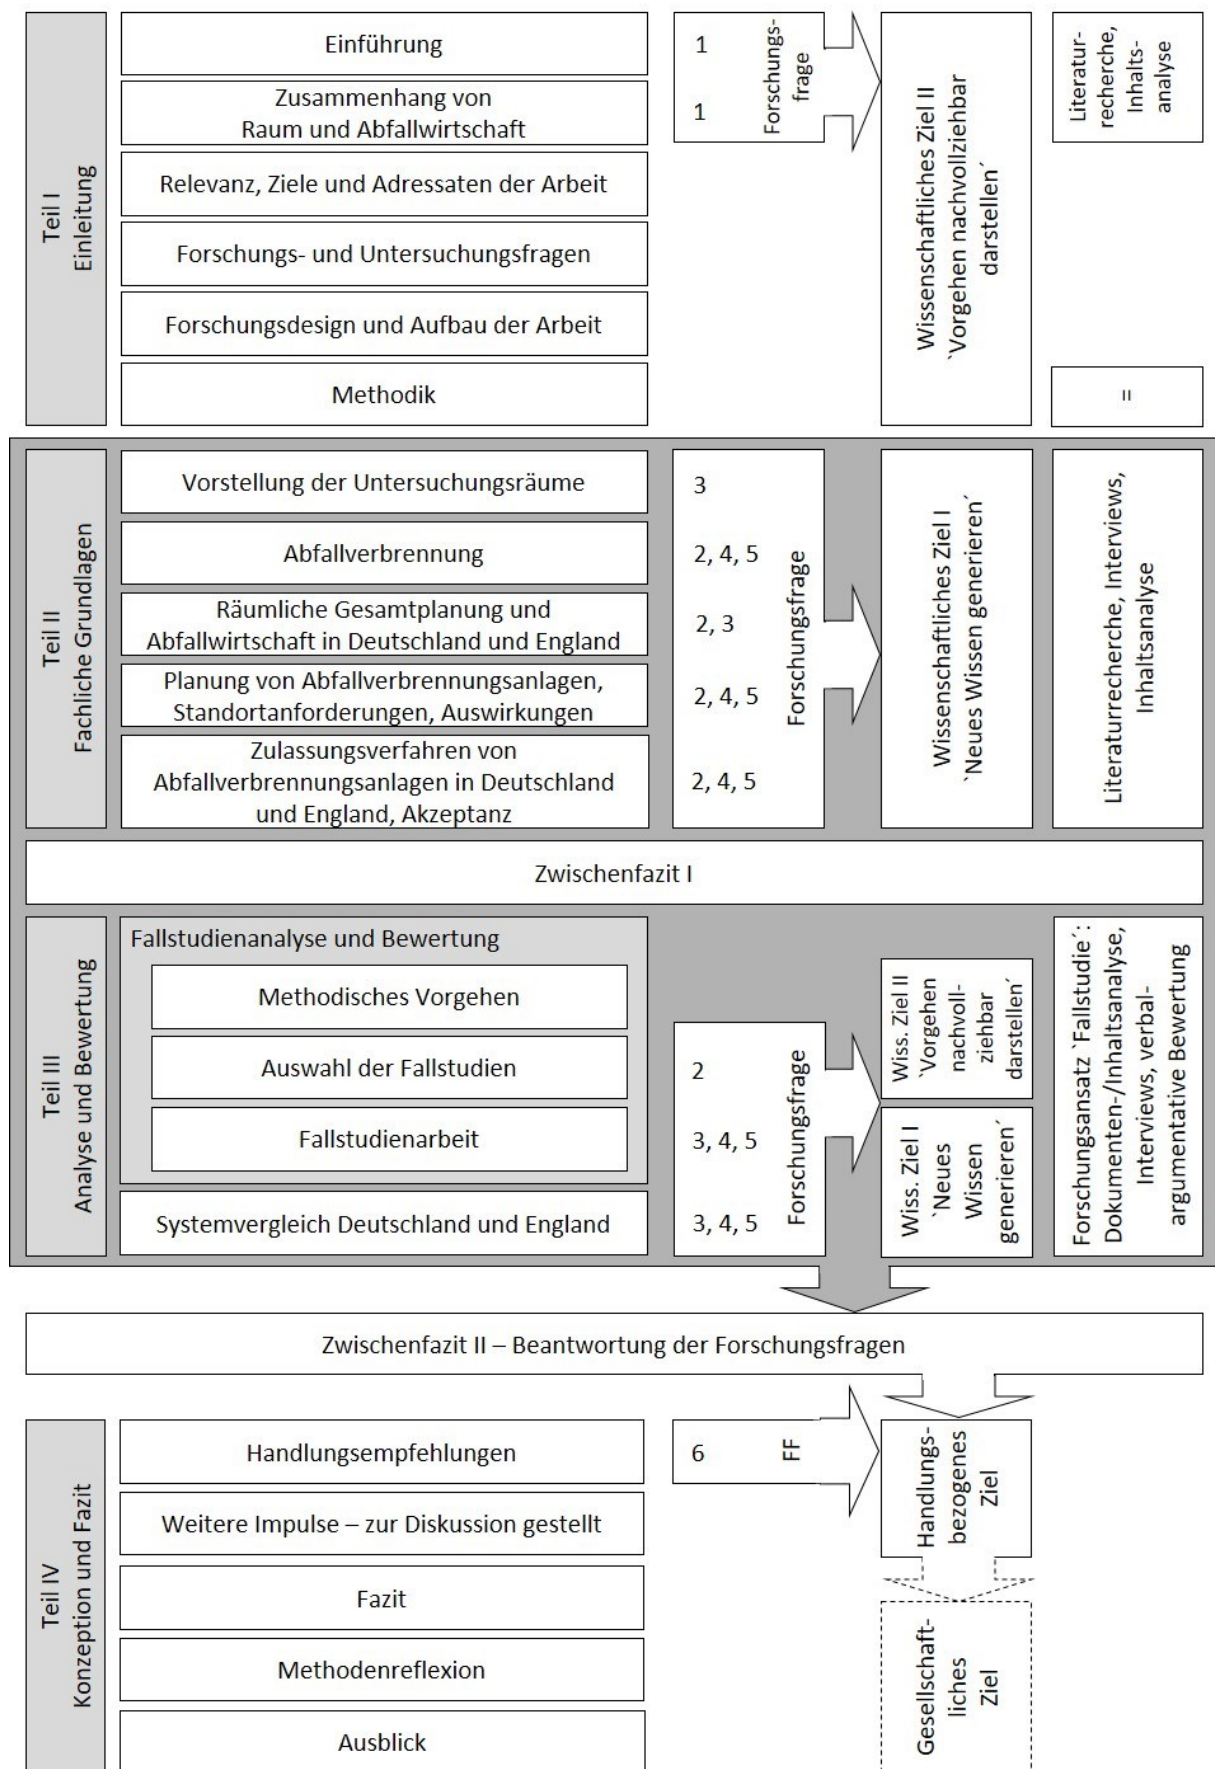 Teil I
Einleitung
Einführung
Zusammenhang von
Raum und Abfallwirtschaft
Relevanz, Ziele und Adressaten der Arbeit
Forschungs- und Untersuchungsfragen
Forschungsdesign und Aufbau der Arbeit
Methodik
1
1
Forschungs-
frage
Wissenschaftliches Ziel II
`Vorgehen nachvollziehbar
darstellen´
Literatur-
recherche,
Inhalts-
analyse
=
Teil II
Fachliche Grundlagen
Vorstellung der Untersuchungsräume
Abfallverbrennung
Räumliche Gesamtplanung und
Abfallwirtschaft in Deutschland und England
Planung von Abfallverbrennungsanlagen,
Standortanforderungen, Auswirkungen
Zulassungsverfahren von
Abfallverbrennungsanlagen in Deutschland
und England, Akzeptanz
3
2, 4, 5
2, 3
2, 4, 5
2, 4, 5
Forschungsfrage
Wissenschaftliches Ziel I
`Neues Wissen generieren´
Literaturrecherche, Interviews,
Inhaltsanalyse
Zwischenfazit I
Teil III
Analyse und Bewertung
Fallstudienanalyse und Bewertung
Methodisches Vorgehen
Auswahl der Fallstudien
Fallstudienarbeit
Systemvergleich Deutschland und England
2
3, 4, 5
3, 4, 5
Forschungsfrage
Wiss. Ziel II
`Vorgehen
nachvoll-
ziehbar
darstellen´
Wiss. Ziel I
`Neues
Wissen
generieren´
Forschungsansatz `Fallstudie´:
Dokumenten-/Inhaltsanalyse,
Interviews, verbal-
argumentative Bewertung
Zwischenfazit II – Beantwortung der Forschungsfragen
Teil IV
Konzeption und Fazit
Handlungsempfehlungen
Weitere Impulse – zur Diskussion gestellt
Fazit
Methodenreflexion
Ausblick
6
FF
Handlungs-
bezogenes
Ziel
Gesellschaft-
liches
Ziel